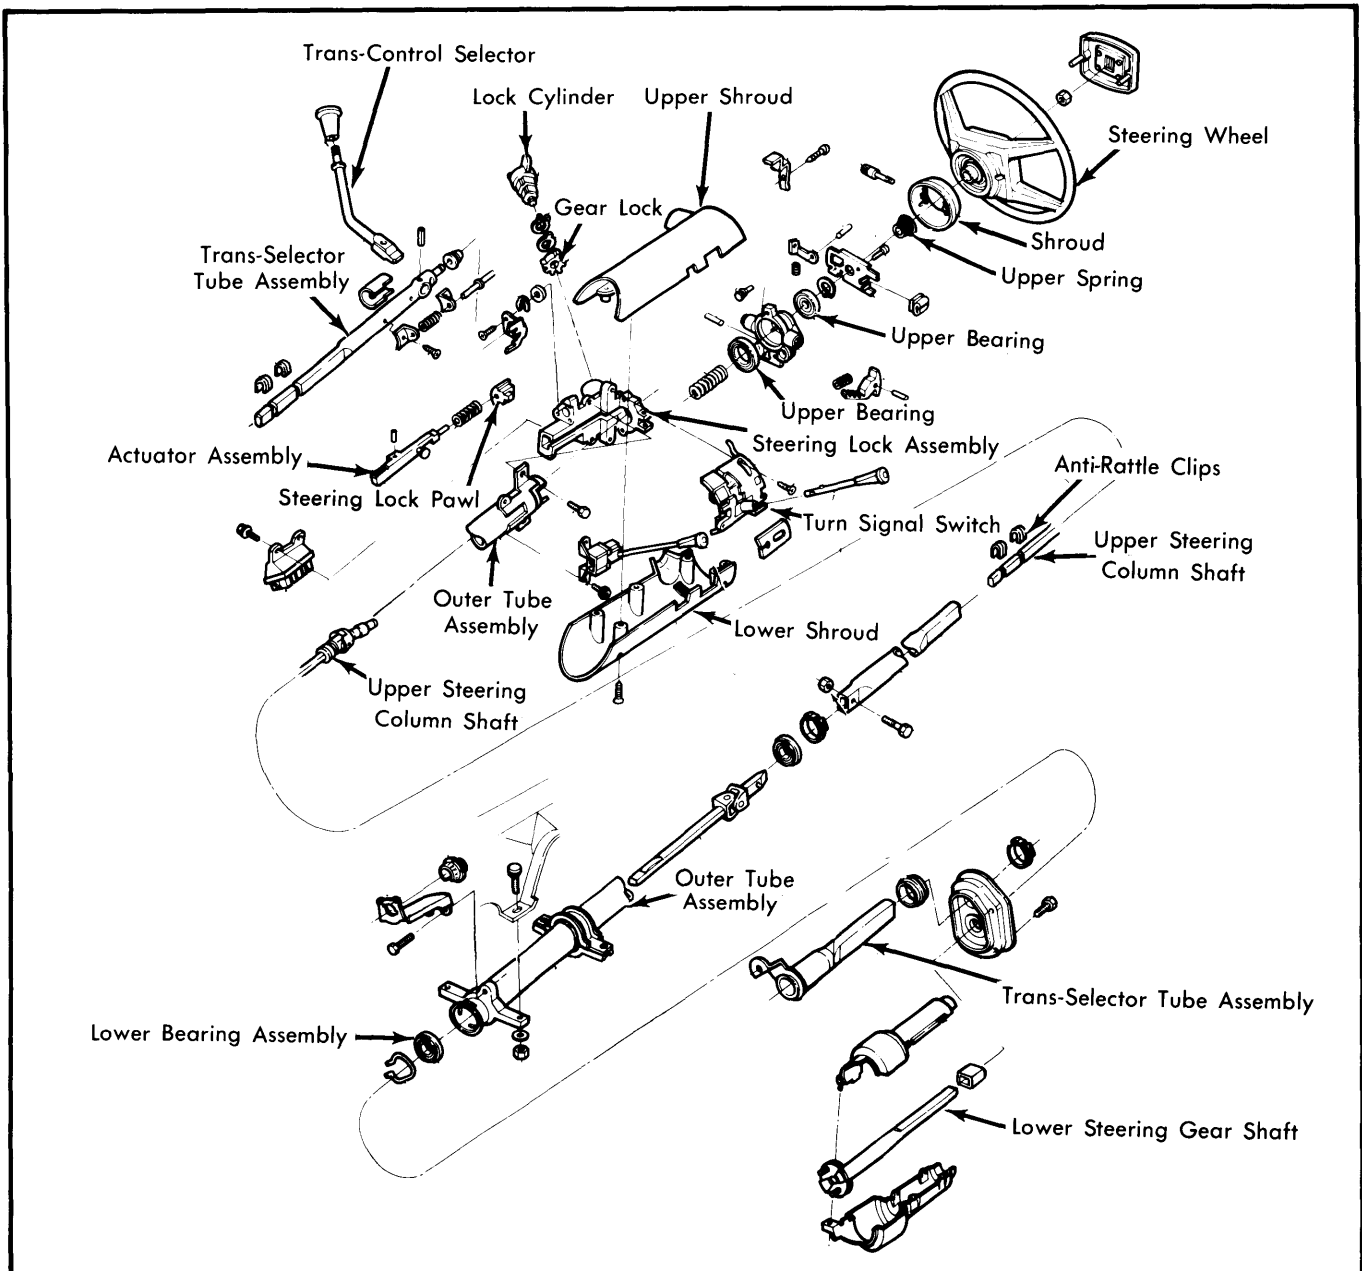 Trans-Control Selector
Lock Cylinder
Upper Shroud
Steering Wheel
Gear Lock
Shroud
Trans-Selector
Tube Assembly
Upper Spring
Upper Bearing
Upper Bearing
Steering Lock Assembly
Actuator Assembly
Anti-Rattle Clips
Steering Lock Pawl
Turn Signal Switch
Upper Steering
Column Shaft
Outer Tube
Assembly
Lower Shroud
Upper Steering
Column Shaft
Outer Tube
Assembly
Trans-Selector Tube Assembly
Lower Bearing Assembly
Lower Steering Gear Shaft